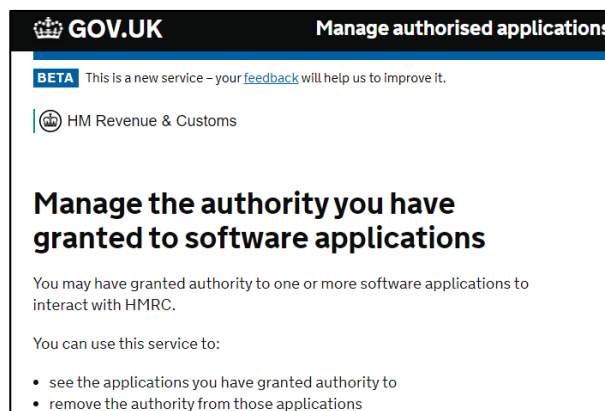 GOV.UK Manage authorised applications
BETA This is a new service – your feedback will help us to improve it.
HM Revenue & Customs
Manage the authority you have
granted to software applications
You may have granted authority to one or more software applications to
interact with HMRC.
You can use this service to:
• see the applications you have granted authority to
• remove the authority from those applications